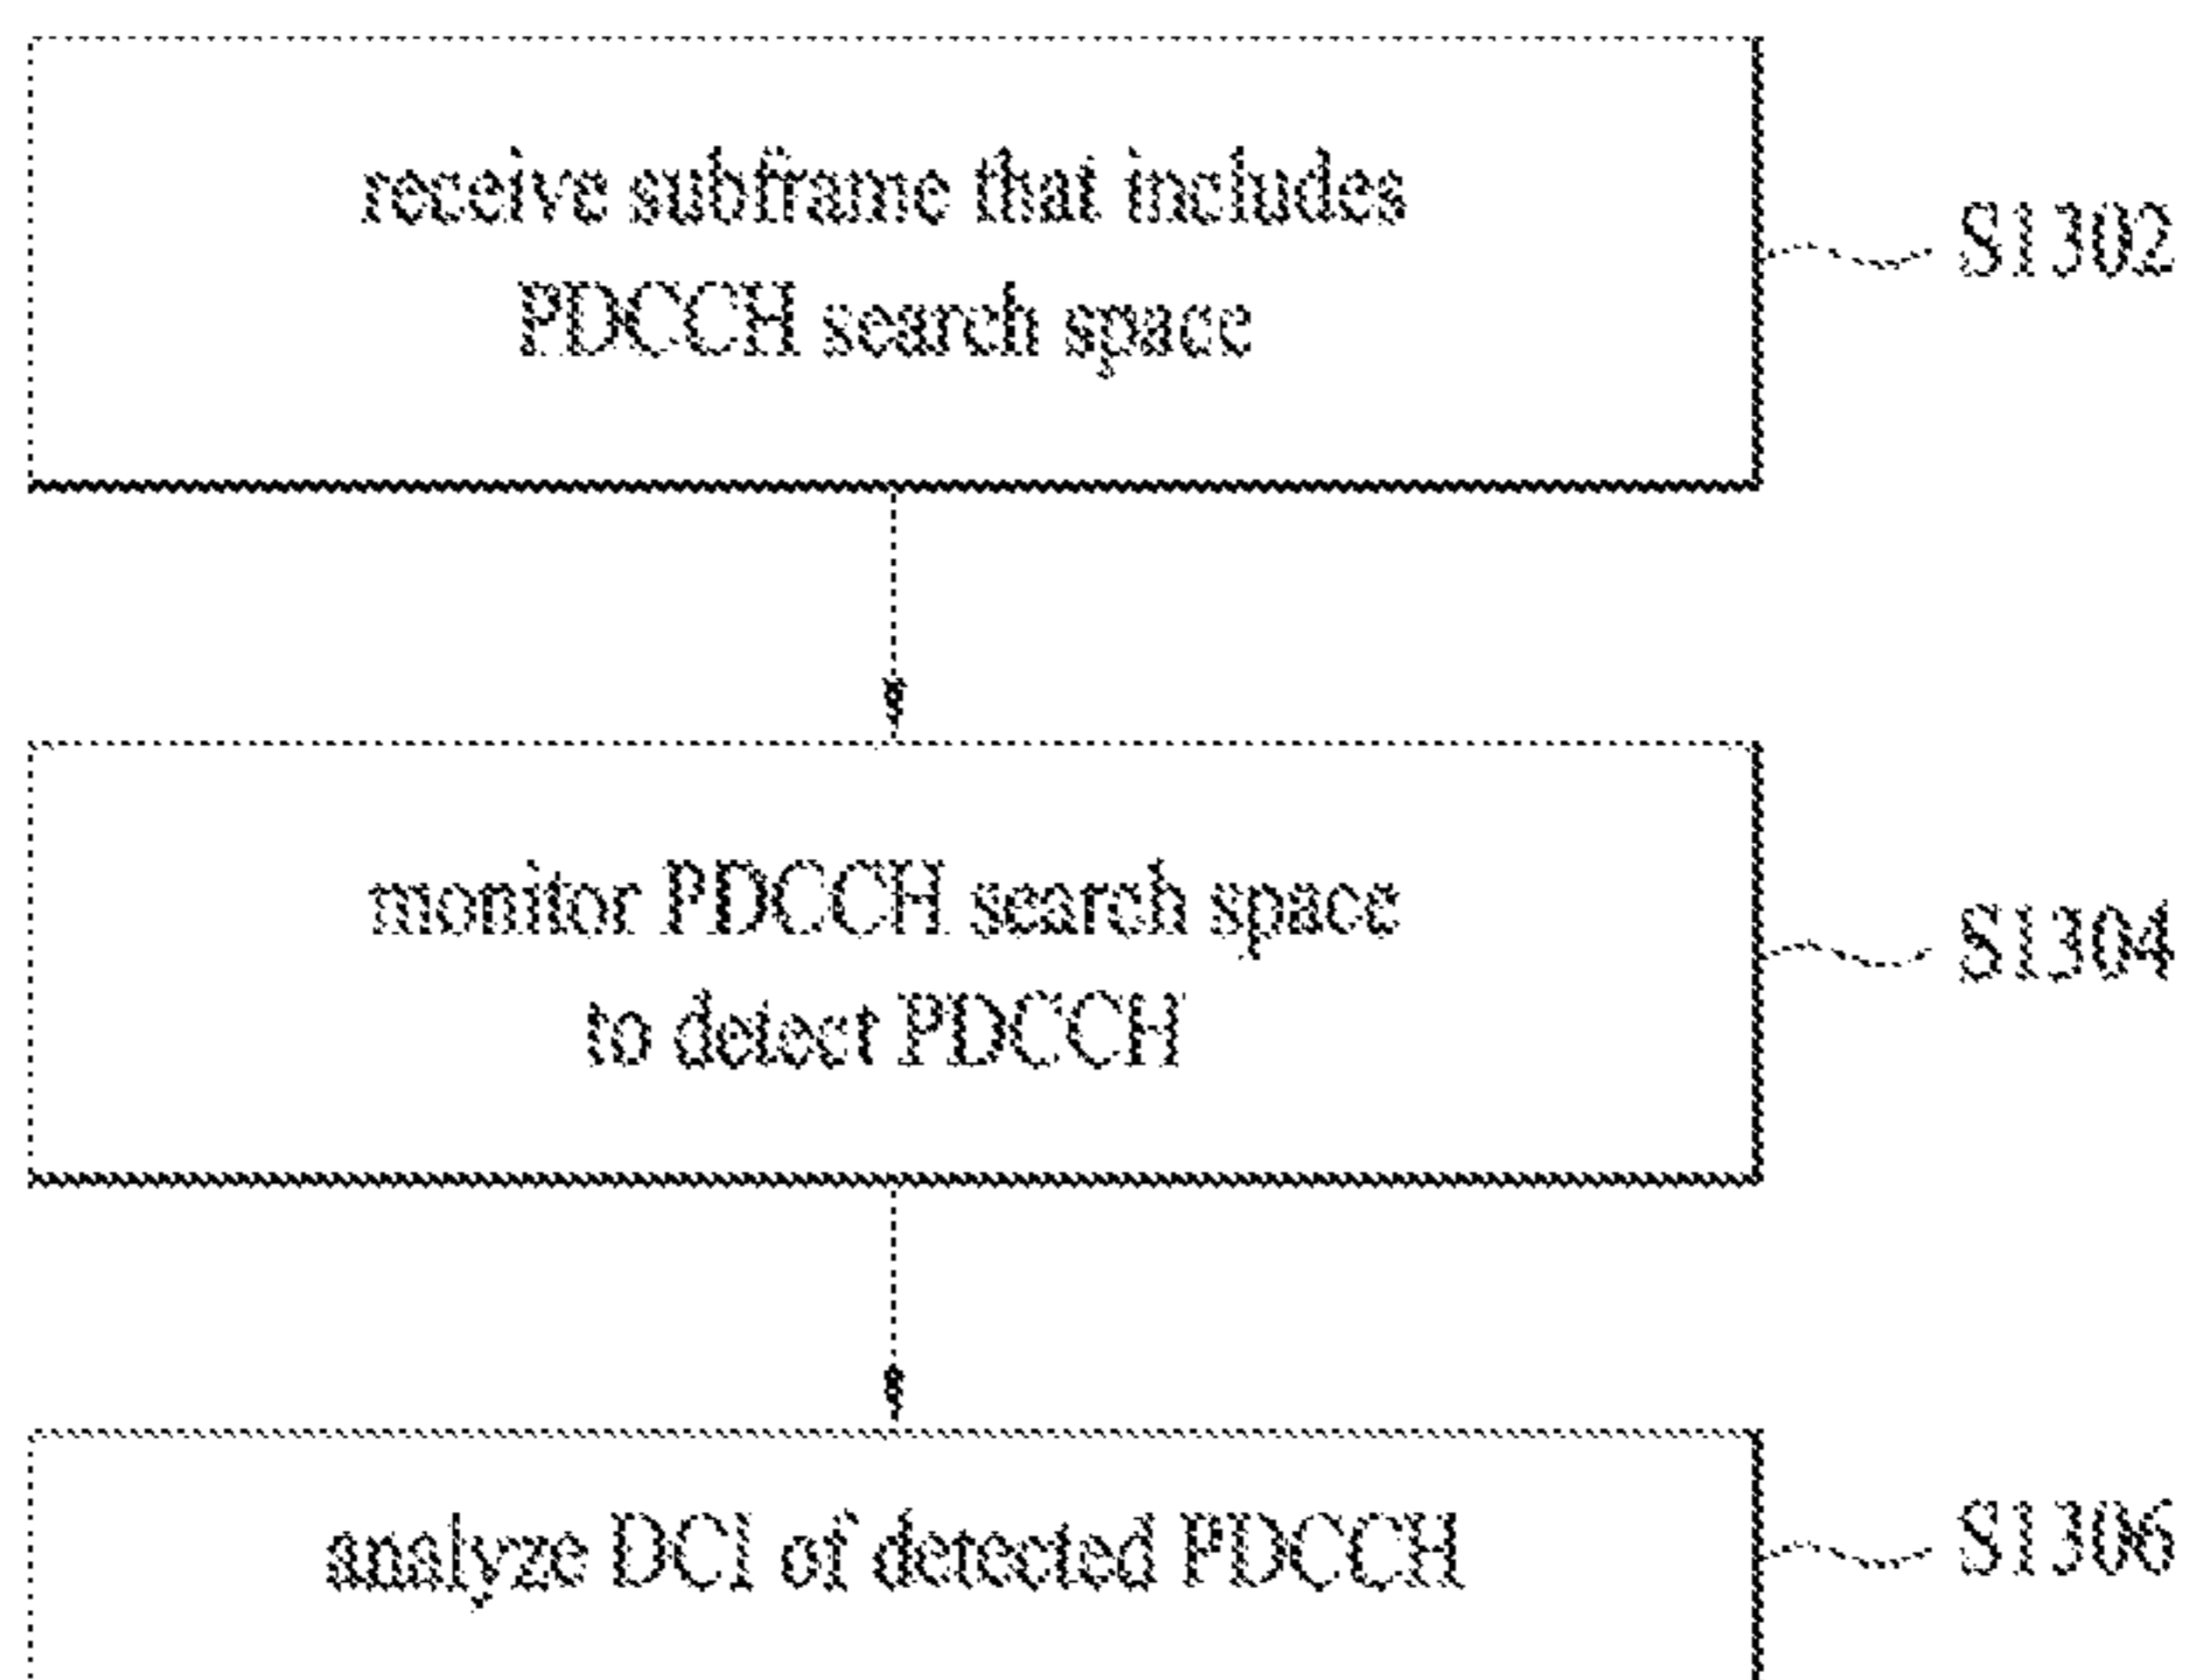 receive subframe that includes
PDCCH search space
S1302
monitor PDCCH search space
to detect PDCCH
S1304
analyze DCI of detected PDCCH
S1306